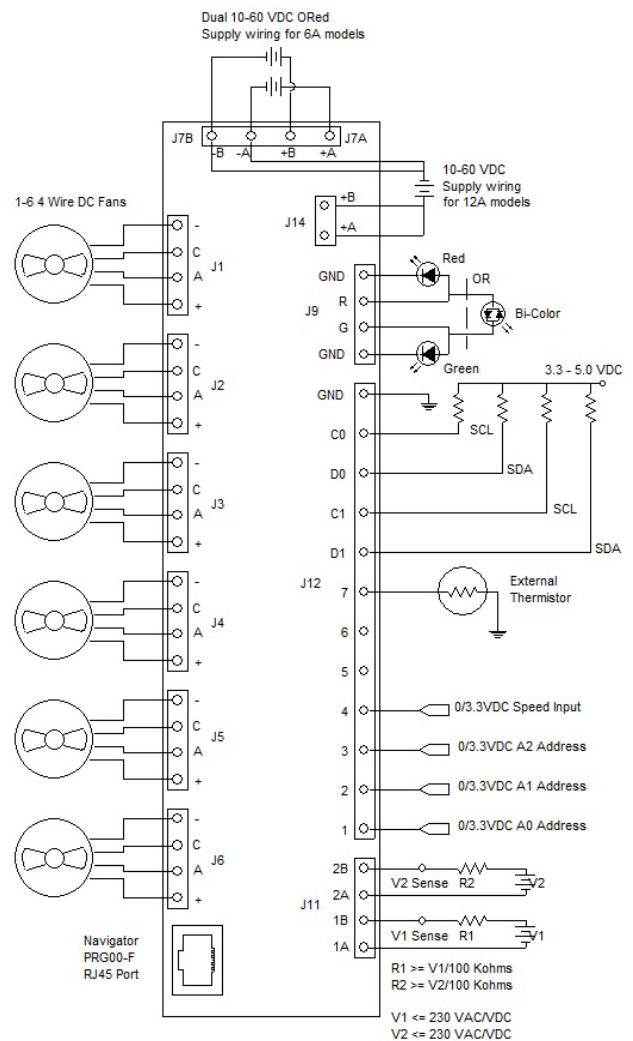 Dual 10-60 VDC ORed
Supply wiring for 6A models
J7B
-B
-A
+B
+A
J7A
10-60 VDC
Supply wiring
for 12A models
+B
+A
J14
1-6 4 Wire DC Fans
-
C
A
+
J1
-
C
A
+
J2
-
C
A
+
J3
-
C
A
+
J4
-
C
A
+
J5
-
C
A
+
J6
Navigator
PRG00-F
RJ45 Port
J9
GND
R
G
GND
Red
OR
Bi-Color
Green
3.3 - 5.0 VDC
J12
GND
C0
SCL
D0
SDA
C1
SCL
D1
SDA
7
External
Thermistor
6
5
4
0/3.3VDC Speed Input
3
0/3.3VDC A2 Address
2
0/3.3VDC A1 Address
1
0/3.3VDC A0 Address
J11
2B
2A
V2 Sense
R2
V2
1B
1A
V1 Sense
R1
V1
R1 >= V1/100 Kohms
R2 >= V2/100 Kohms
V1 <= 230 VAC/VDC
V2 <= 230 VAC/VDC